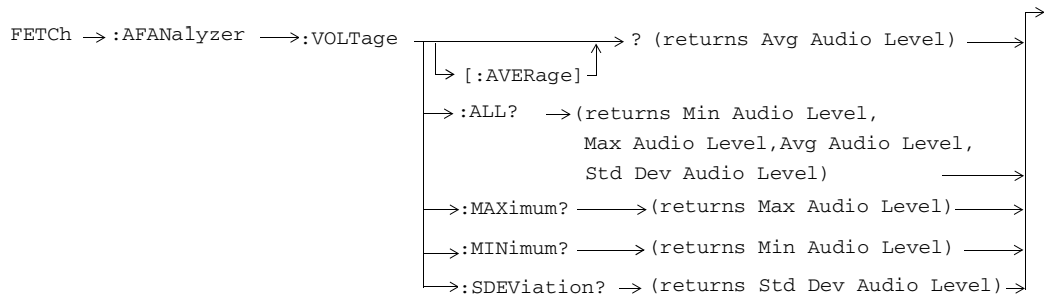 FETCh :AFANalyzer :VOLTage ? (returns Avg Audio Level)
[:AVERage]
:ALL? (returns Min Audio Level,
Max Audio Level,Avg Audio Level,
Std Dev Audio Level)
:MAXimum? (returns Max Audio Level)
:MINimum? (returns Min Audio Level)
:SDEViation? (returns Std Dev Audio Level)